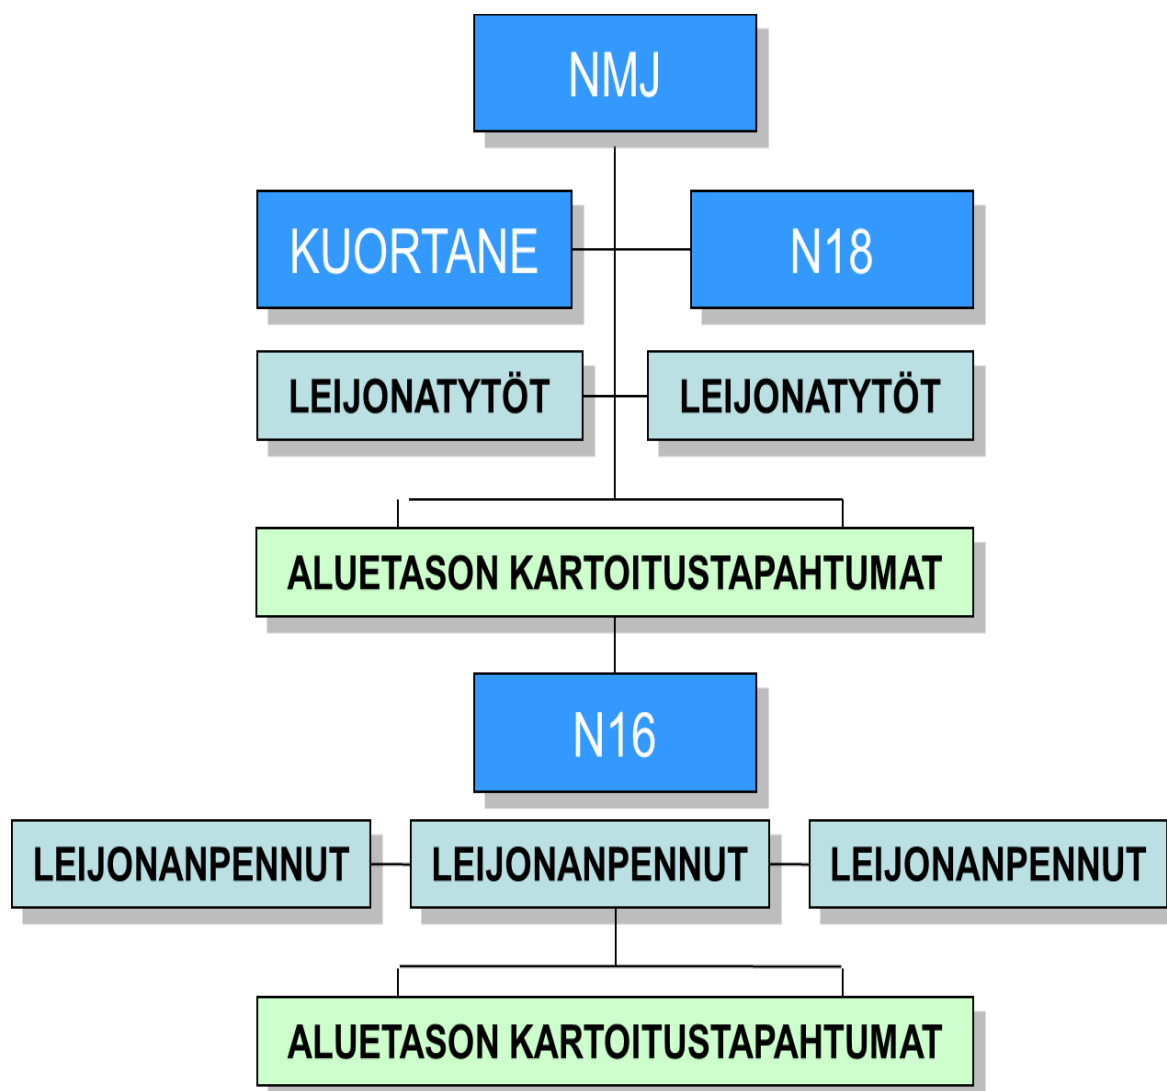 NMJ
KUORTANE
N18
LEIJONATYTÖT
LEIJONATYTÖT
ALUETASON KARTOITUSTAPAHTUMAT
N16
LEIJONANPENNUT
LEIJONANPENNUT
LEIJONANPENNUT
ALUETASON KARTOITUSTAPAHTUMAT